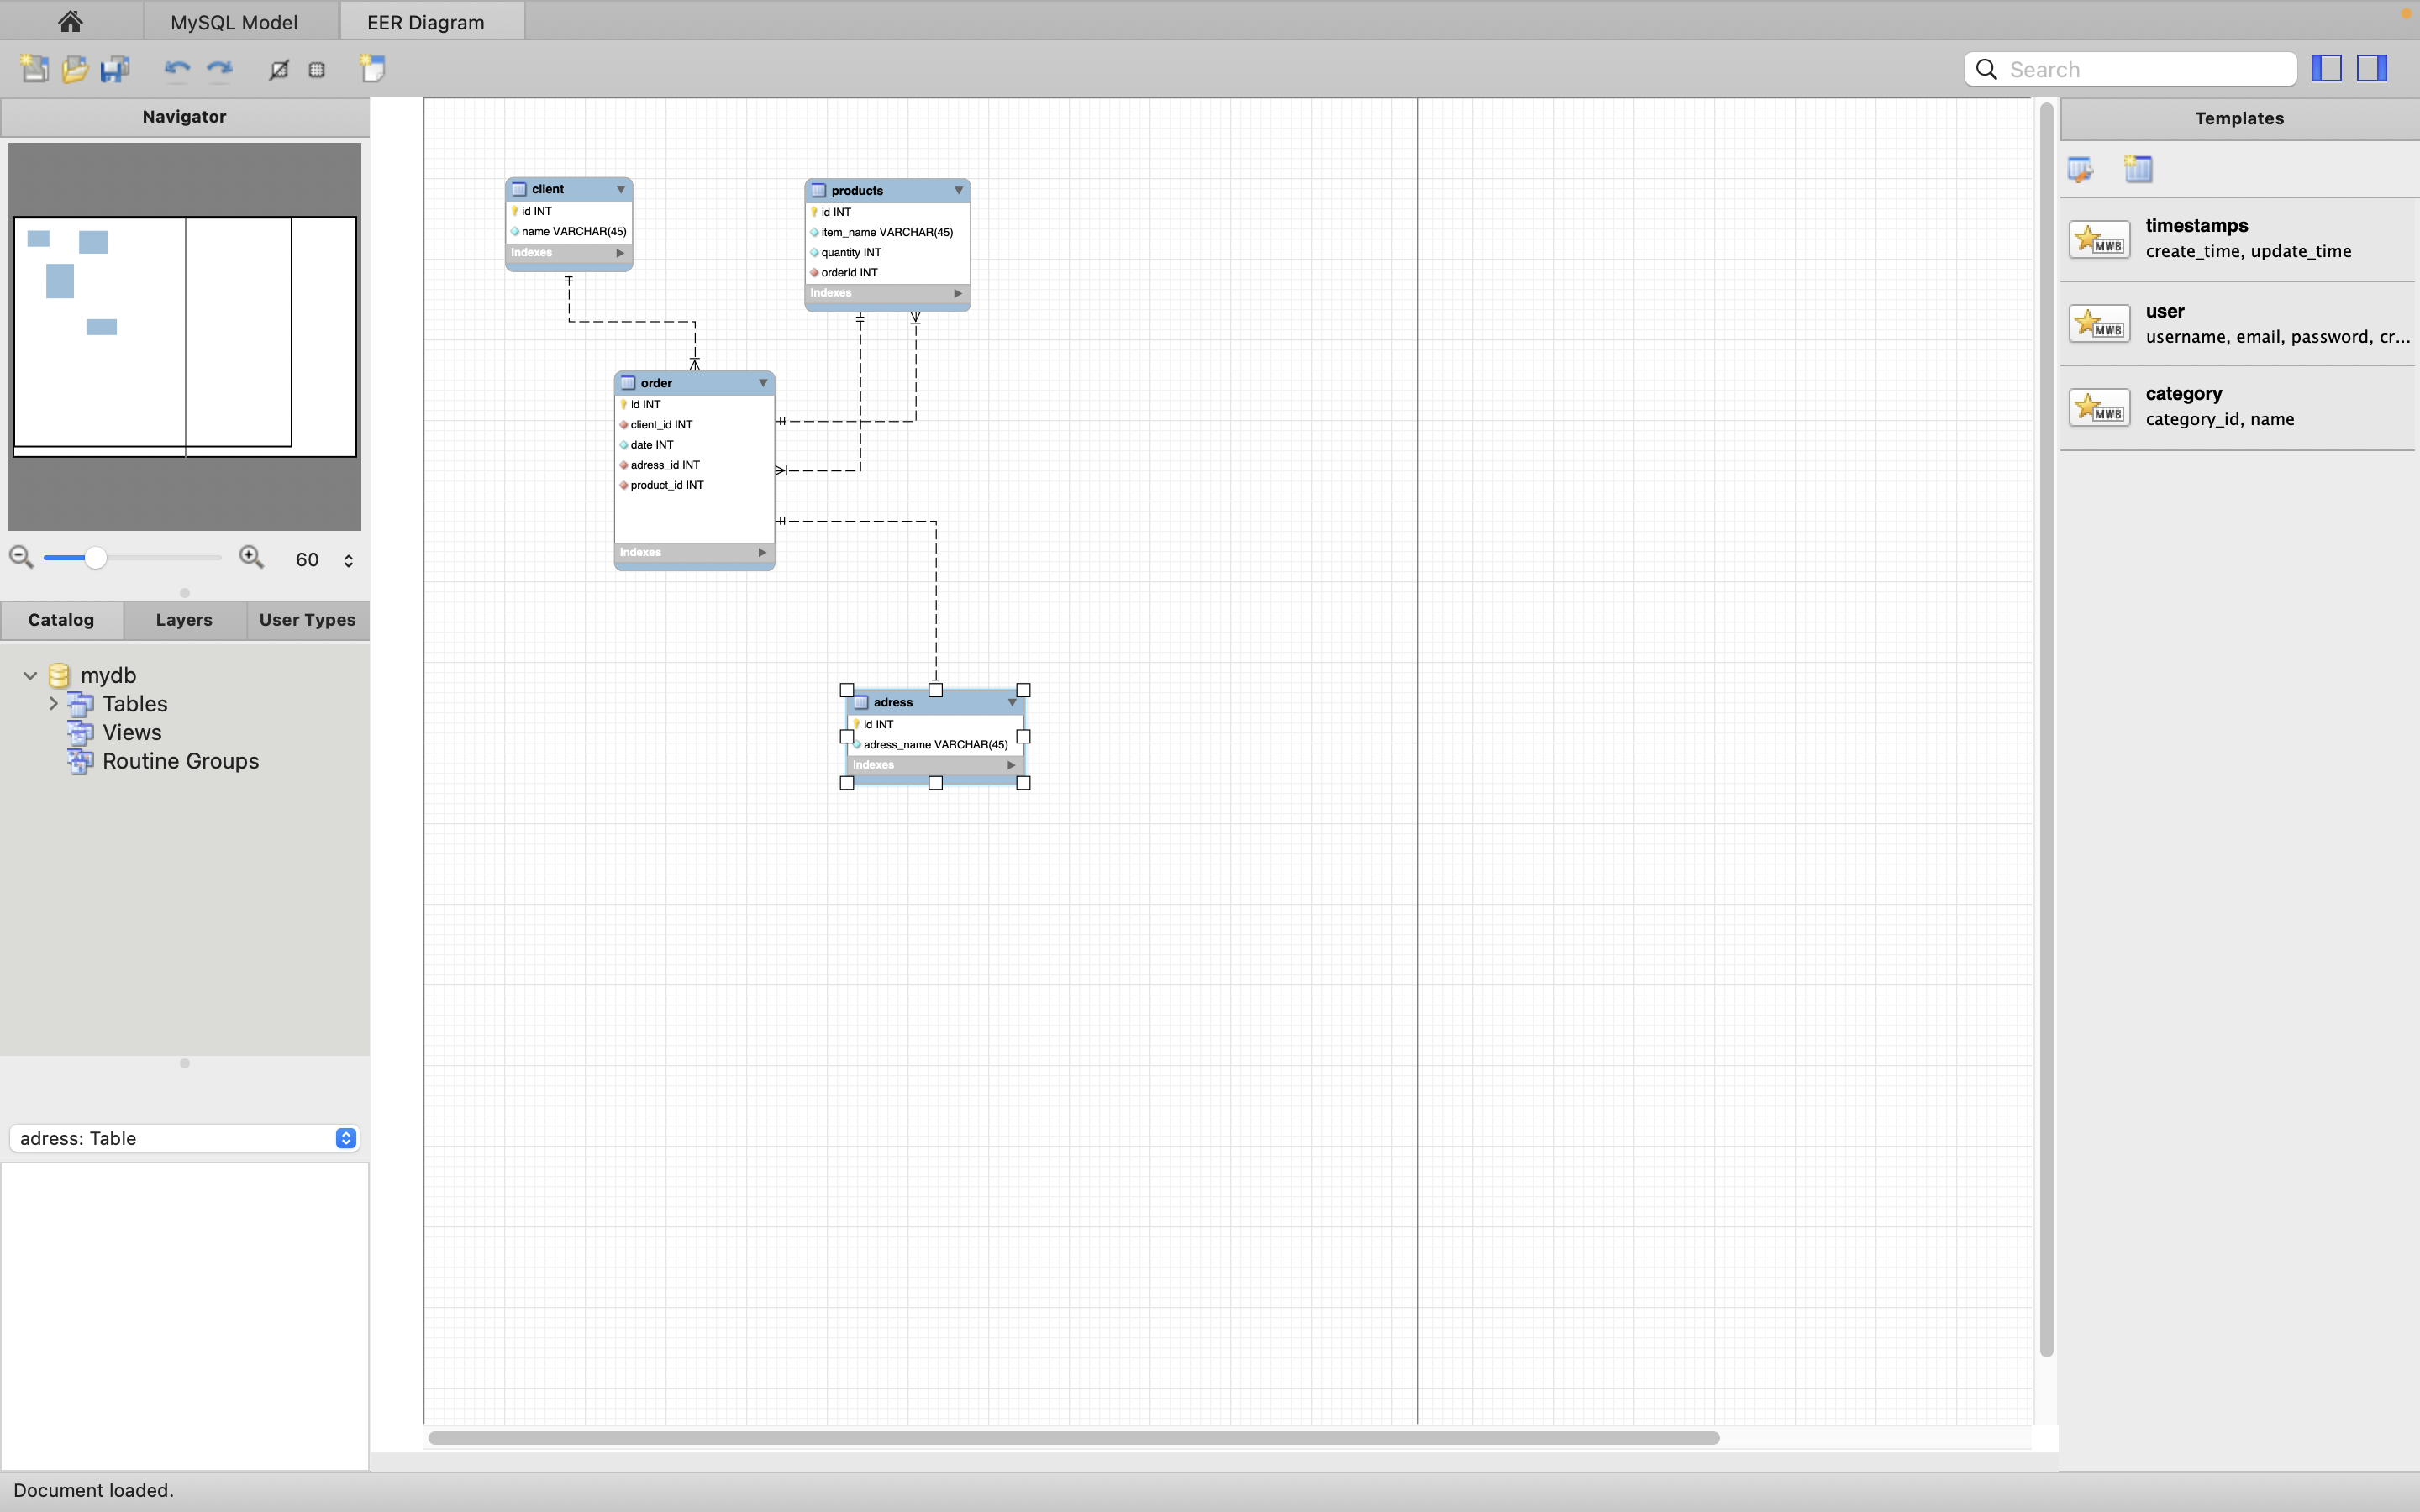 MySQL Model
EER Diagram
Search
Navigator
60
Catalog
Layers
User Types
mydb
Tables
Views
Routine Groups
adress: Table
client
id INT
name VARCHAR(45)
Indexes
products
id INT
item_name VARCHAR(45)
quantity INT
orderId INT
Indexes
order
id INT
client_id INT
date INT
adress_id INT
product_id INT
Indexes
adress
id INT
adress_name VARCHAR(45)
Indexes
Templates
MWB
timestamps
create_time, update_time
MWB
user
username, email, password, cr...
MWB
category
category_id, name
Document loaded.